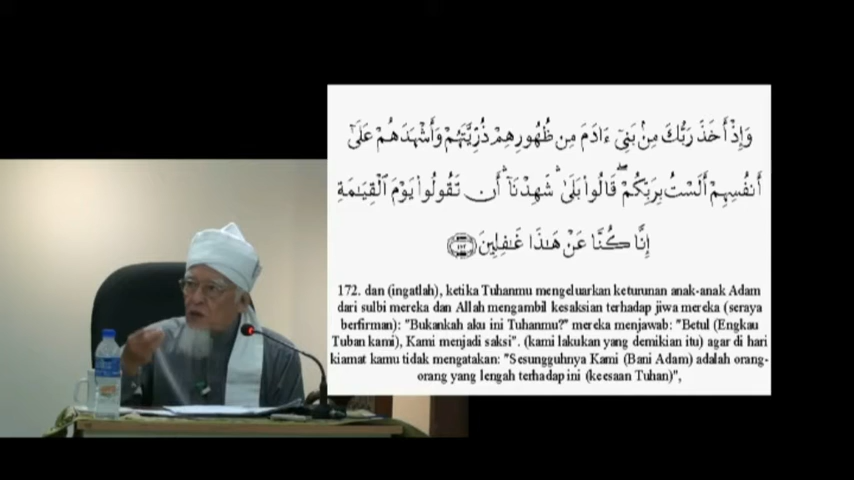 وَإِذْ أَخَذَ رَبُّكَ مِنۢ بَنِىٓ ءَادَمَ مِن ظُهُورِهِمْ ذُرِّيَّتَهُمْ وَأَشْهَدَهُمْ عَلَىٰٓ
أَنفُسِهِمْ أَلَسْتُ بِرَبِّكُمْ ۖ قَالُوا۟ بَلَىٰ ۛ شَهِدْنَآ ۛ أَن تَقُولُوا۟ يَوْمَ ٱلْقِيَـٰمَةِ
إِنَّا كُنَّا عَنْ هَـٰذَا غَـٰفِلِينَ ﴿١٧٢﴾
172. dan (ingatlah), ketika Tuhanmu mengeluarkan keturunan anak-anak Adam
dari sulbi mereka dan Allah mengambil kesaksian terhadap jiwa mereka (seraya
berfirman): "Bukankah aku ini Tuhanmu?" mereka menjawab: "Betul (Engkau
Tuban kami), Kami menjadi saksi". (kami lakukan yang demikian itu) agar di hari
kiamat kamu tidak mengatakan: "Sesungguhnya Kami (Bani Adam) adalah orang-
orang yang lengah terhadap ini (keesaan Tuhan)",